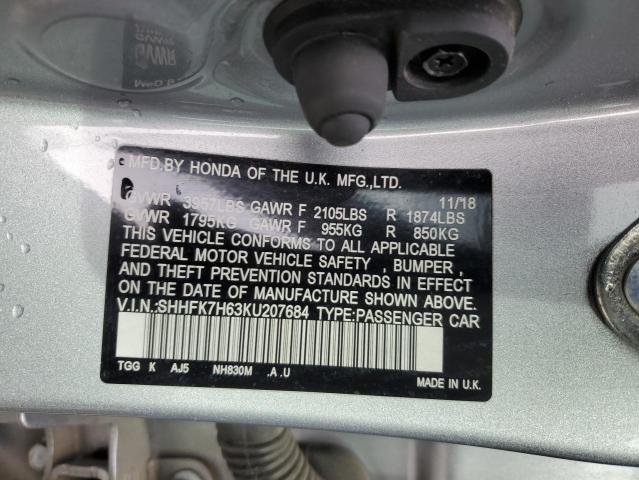 MFD.BY HONDA OF THE U.K. MFG.,LTD.
11/18
GVWR 3957LBS GAWR F 2105LBS R 1874LBS
GVWR 1795KG GAWR F 955KG R 850KG
THIS VEHICLE CONFORMS TO ALL APPLICABLE
FEDERAL MOTOR VEHICLE SAFETY , BUMPER ,
AND THEFT PREVENTION STANDARDS IN EFFECT
ON THE DATE OF MANUFACTURE SHOWN ABOVE.
V.I.N.:SHHFK7H63KU207684 TYPE:PASSENGER CAR
TGG K AJ5 NH830M .A .U
MADE IN U.K.